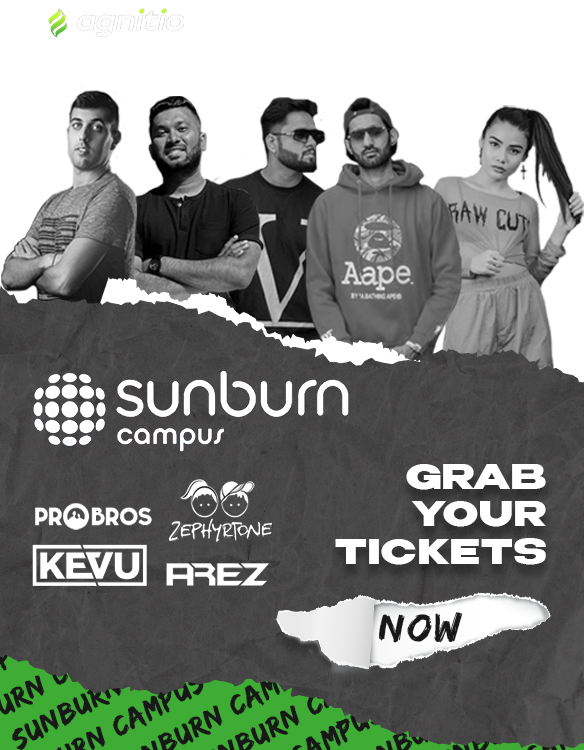 agnitio
RAW CUT
Aape
BY *A BATHING APE®
sunburn
campus
GRAB
YOUR
TICKETS
PROBROS
ZEPHYRTONE
KEVU
AREZ
NOW
SUNBURN CAMPUS
SUNBURN CAMPUS